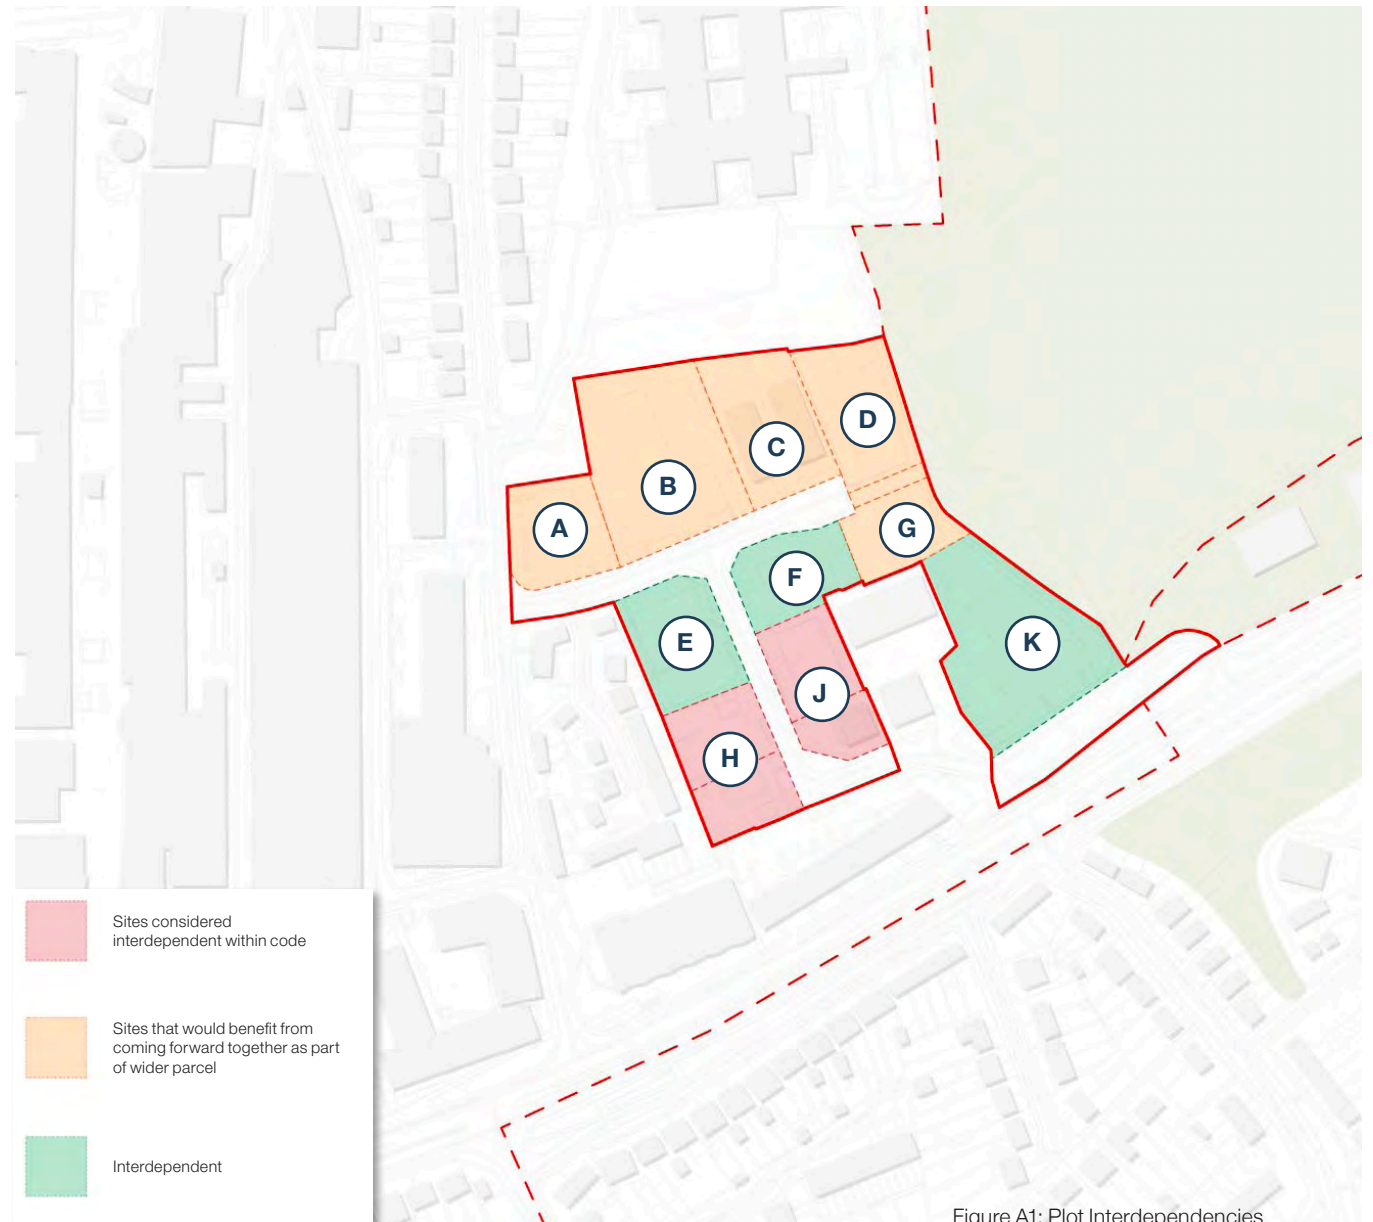 D
C
B
A
G
F
E
K
J
H
Sites considered
interdependent within code
Sites that would benefit from
coming forward together as part
of wider parcel
Interdependent
Figure A1: Plot Interdependencies